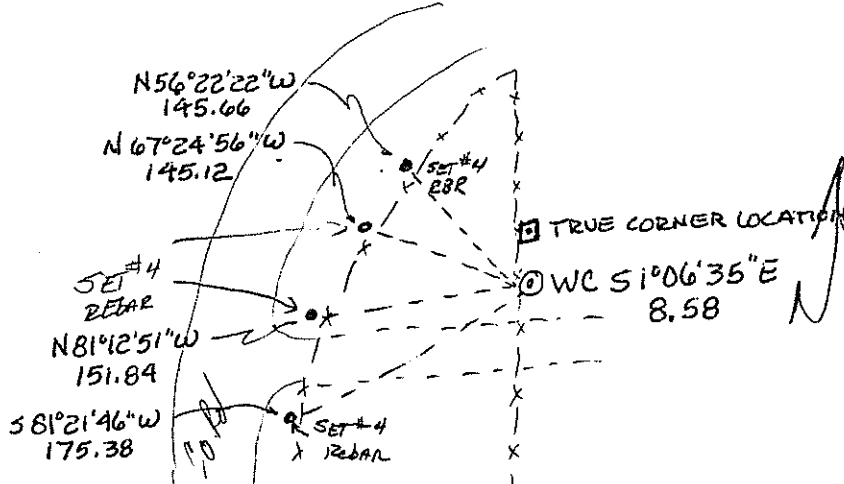 N56°22'22"W
145.66
N67°24'56"W
145.12
SET #4
RBR
TRUE CORNER LOCATION
WC S1°06'35"E
8.58
SET #4
REBAR
N81°12'51"W
151.84
S81°21'46"W
175.38
SET #4
REBAR
N